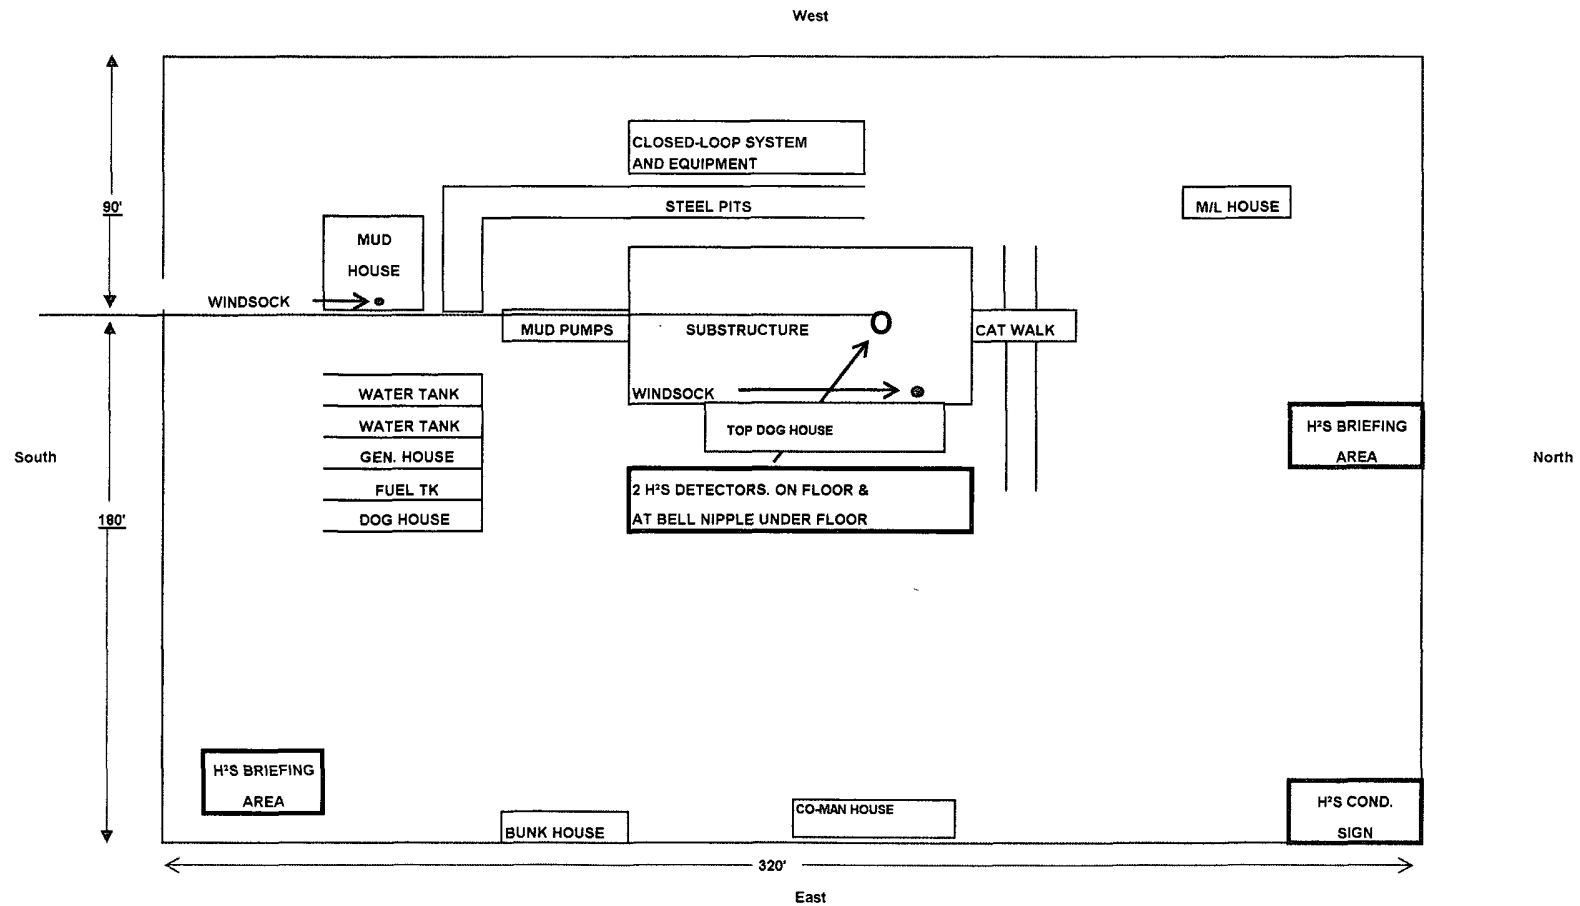 West
CLOSED-LOOP SYSTEM
AND EQUIPMENT
90'
STEEL PITS
M/L HOUSE
MUD
HOUSE
WINDSOCK
MUD PUMPS
SUBSTRUCTURE
O
CAT WALK
WATER TANK
WINDSOCK
WATER TANK
TOP DOG HOUSE
H²S BRIEFING
AREA
South
GEN. HOUSE
North
FUEL TK
2 H²S DETECTORS. ON FLOOR &
180'
DOG HOUSE
AT BELL NIPPLE UNDER FLOOR
H²S BRIEFING
AREA
BUNK HOUSE
CO-MAN HOUSE
H²S COND.
SIGN
320'
East